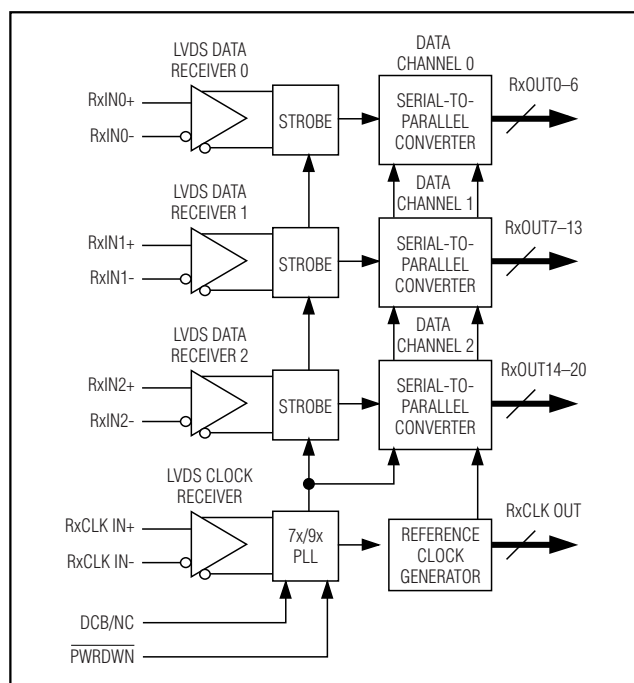 LVDS DATA
RECEIVER 0
RxIN0+
RxIN0-
STROBE
DATA
CHANNEL 0
SERIAL-TO-
PARALLEL
CONVERTER
RxOUT0–6
LVDS DATA
RECEIVER 1
RxIN1+
RxIN1-
STROBE
DATA
CHANNEL 1
SERIAL-TO-
PARALLEL
CONVERTER
RxOUT7–13
LVDS DATA
RECEIVER 2
RxIN2+
RxIN2-
STROBE
DATA
CHANNEL 2
SERIAL-TO-
PARALLEL
CONVERTER
RxOUT14–20
LVDS CLOCK
RECEIVER
RxCLK IN+
RxCLK IN-
7x/9x
PLL
REFERENCE
CLOCK
GENERATOR
RxCLK OUT
DCB/NC
PWRDWN